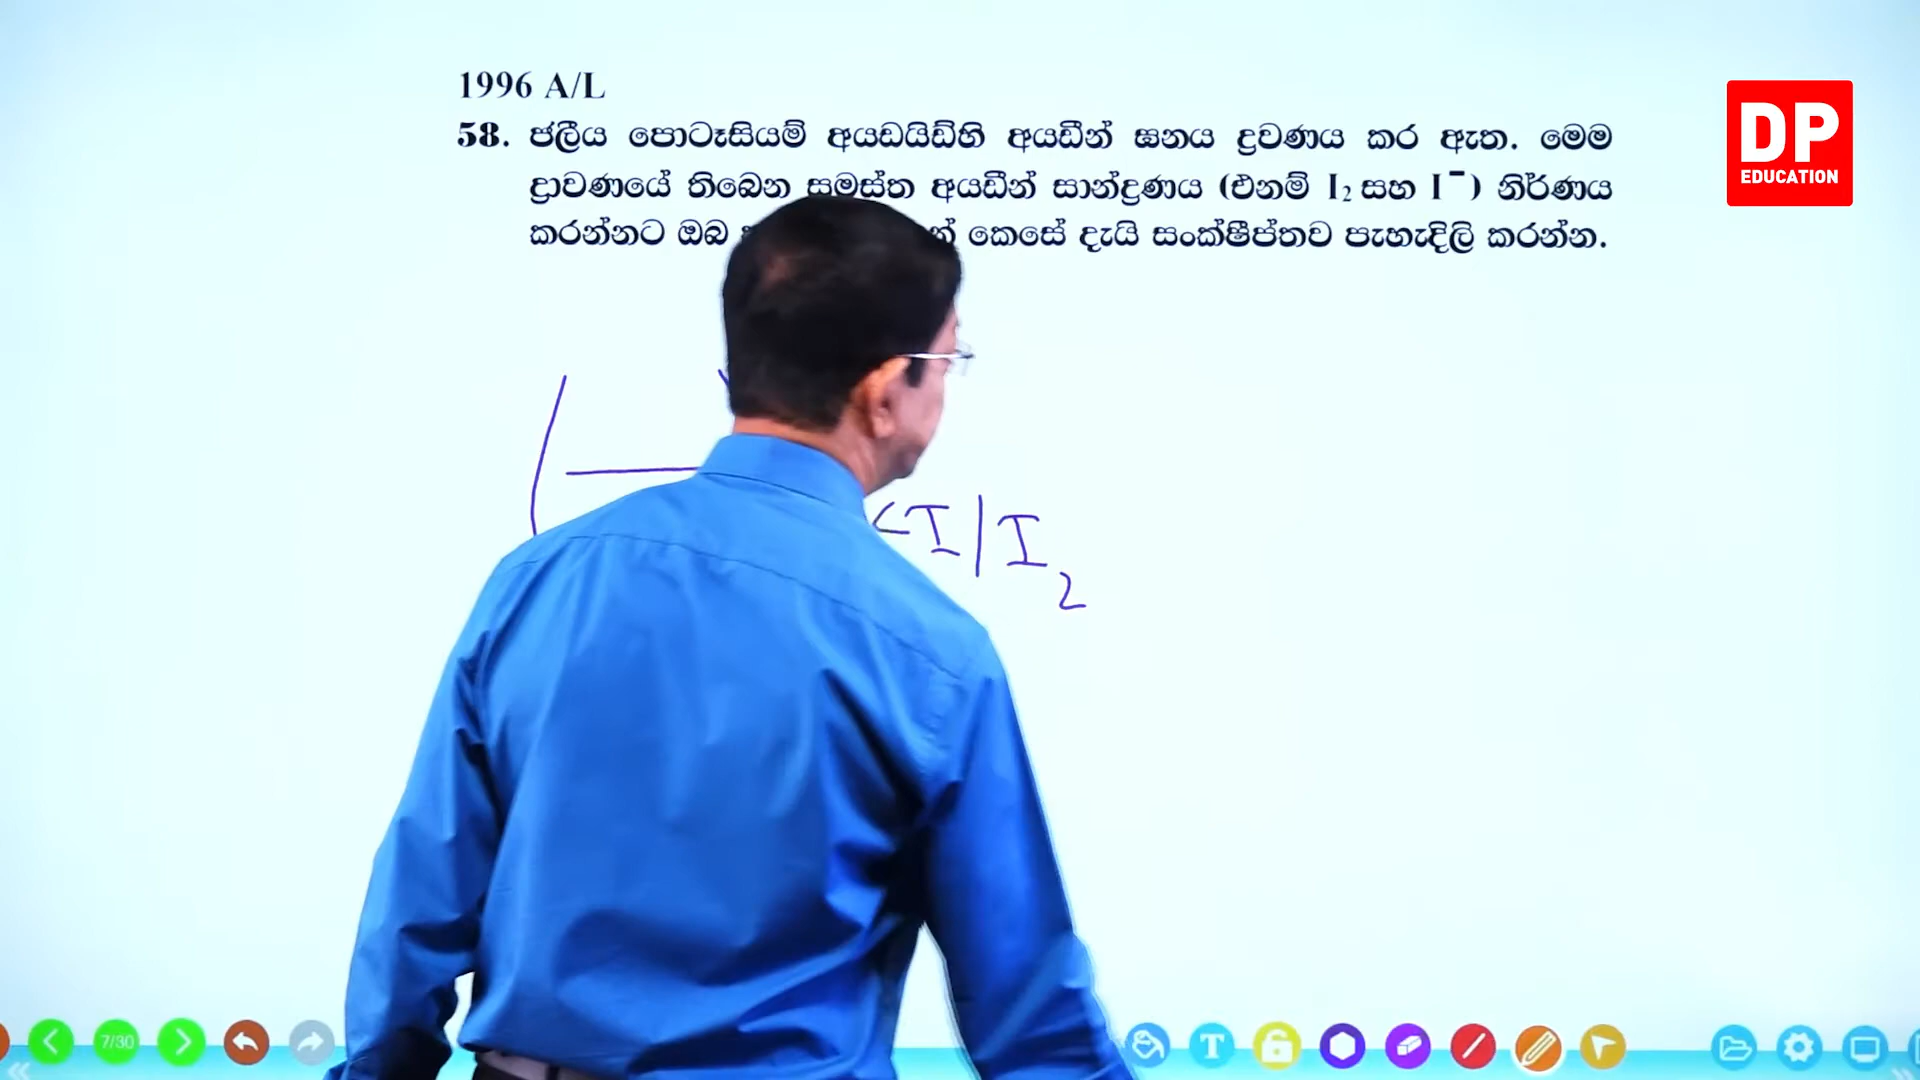 1996 A/L
DP
EDUCATION
58. ජලීය පොටෑසියම් අයඩයිඩ්හි අයඩීන් ඝනය ද්‍රවණය කර ඇත. මෙම
ද්‍රාවණයේ තිබෙන සමස්ත අයඩීන් සාන්ද්‍රණය (එනම් I₂ සහ I⁻) නිර්ණය
කරන්නට ඔබ කෙසේ දැයි සංක්ෂිප්තව පැහැදිලි කරන්න.
KI | I₂
7/30
T